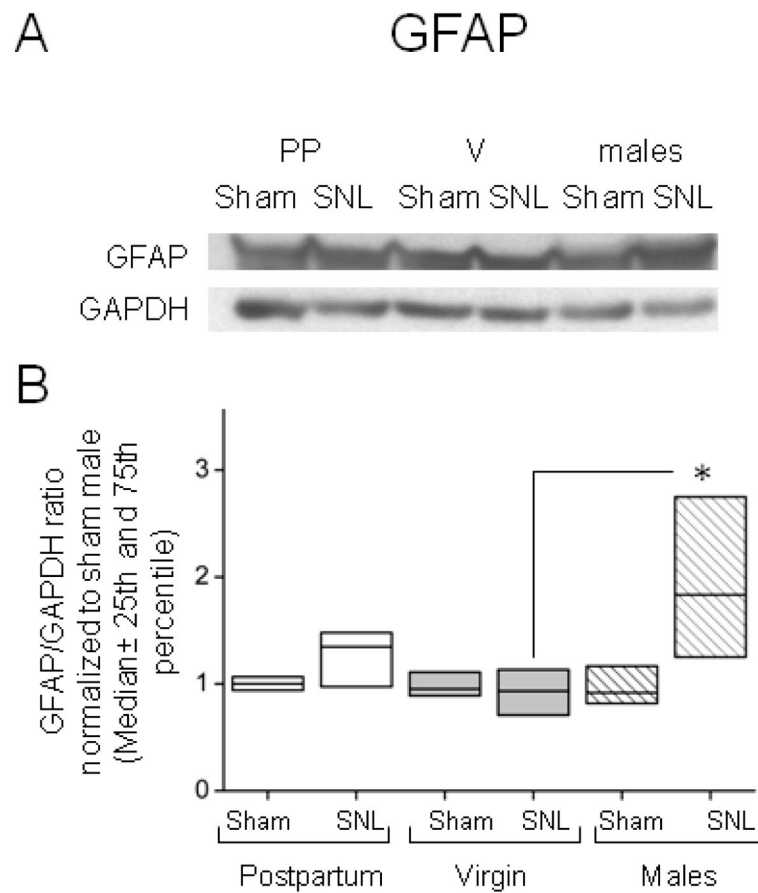 A GFAP
PP V males
Sham SNL Sham SNL Sham SNL
GFAP
GAPDH
B
GFAP/GAPDH ratio
normalized to sham male
(Median± 25th and 75th
percentile)
3
2
1
0
*
Sham SNL Sham SNL Sham SNL
Postpartum Virgin Males